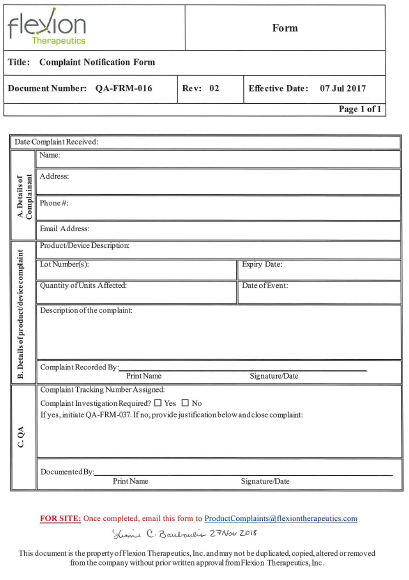 flexion
Therapeutics
Form
Title: Complaint Notification Form
Document Number: QA-FRM-016
Rev: 02
Effective Date: 07 Jul 2017
Page 1 of 1
Date Complaint Received:
A. Details of Complainant
Name:
Address:
Phone #:
Email Address:
B. Details of product/device complaint
Product/Device Description:
Lot Number(s):
Expiry Date:
Quantity of Units Affected:
Date of Event:
Description of the complaint:
Complaint Recorded By:
Print Name
Signature/Date
C. QA
Complaint Tracking Number Assigned:
Complaint Investigation Required? ☐ Yes ☐ No
If yes, initiate QA-FRM-037. If no, provide justification below and close complaint:
Documented By:
Print Name
Signature/Date
FOR SITE: Once completed, email this form to ProductComplaints@flexiontherapeutics.com
C. 27 Nov 2018
This document is the property of Flexion Therapeutics, Inc. and may not be duplicated, copied, altered or removed
from the company without prior written approval from Flexion Therapeutics, Inc.